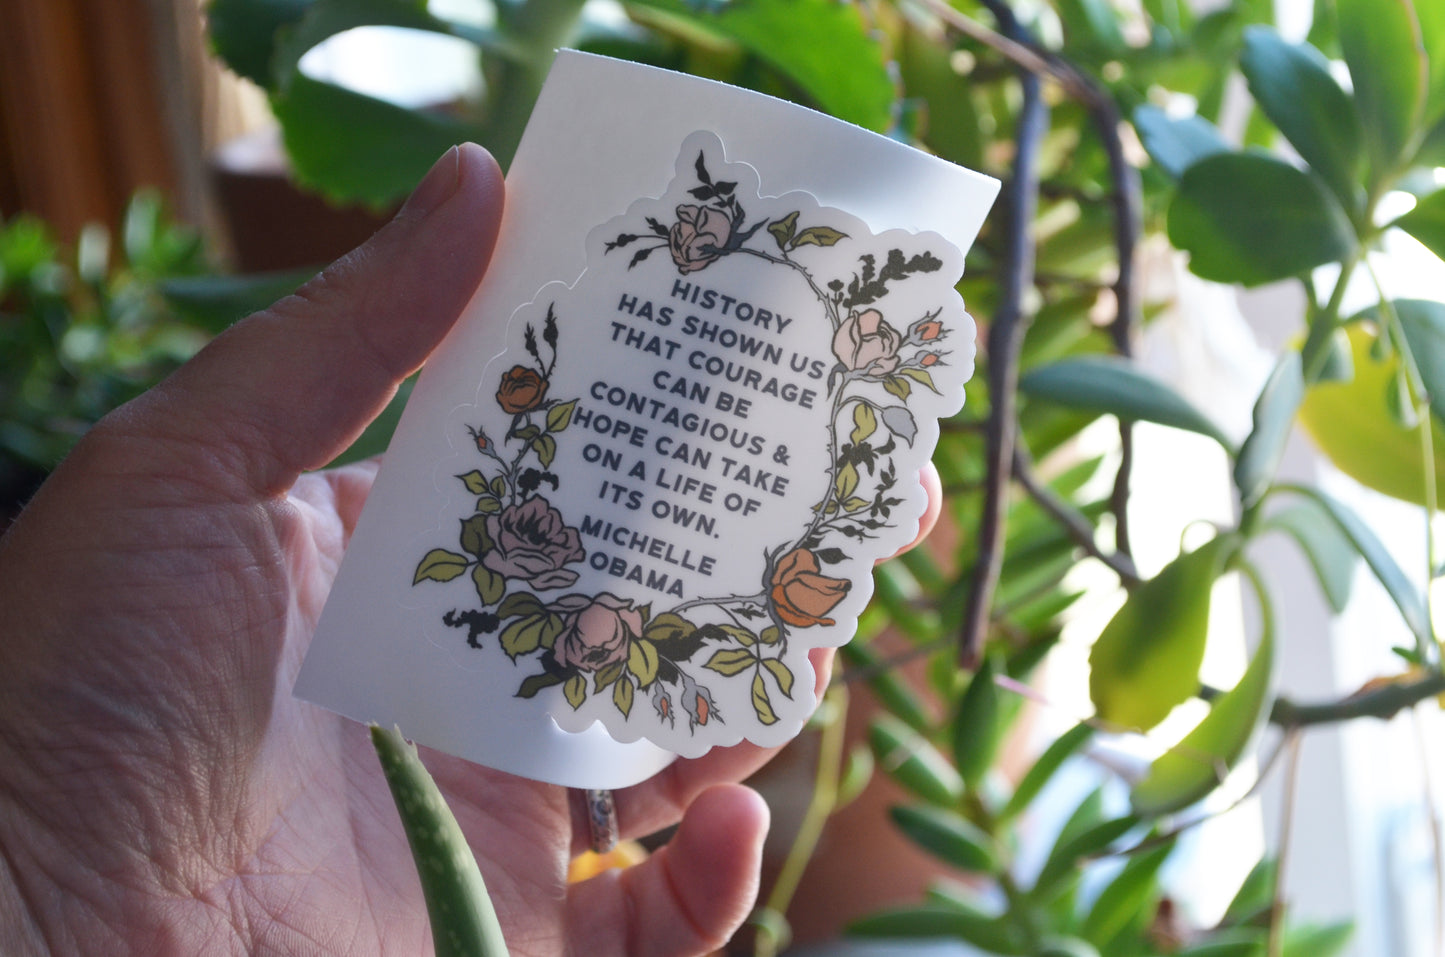 HISTORY
HAS SHOWN US
THAT COURAGE
CAN BE
CONTAGIOUS &
HOPE CAN TAKE
ON A LIFE OF
ITS OWN.
MICHELLE
OBAMA